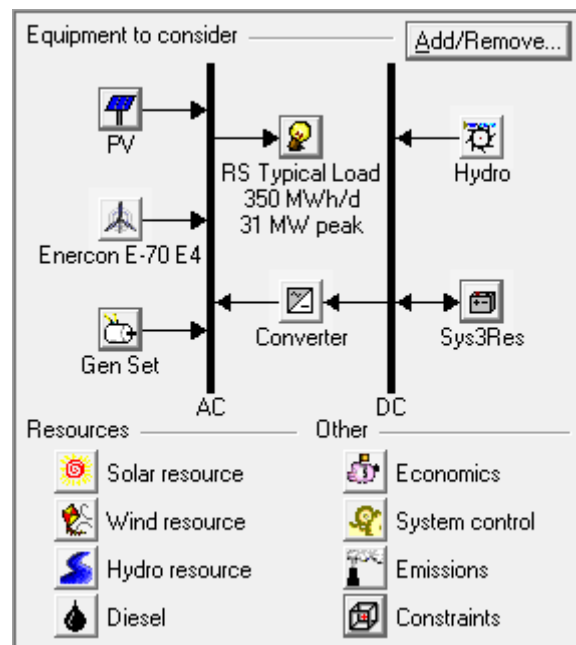 Equipment to consider
Add/Remove...
PV
RS Typical Load
350 MWh/d
31 MW peak
Hydro
Enercon E-70 E4
Gen Set
Converter
Sys3Res
AC
DC
Resources
Other
Solar resource
Economics
Wind resource
System control
Hydro resource
Emissions
Diesel
Constraints